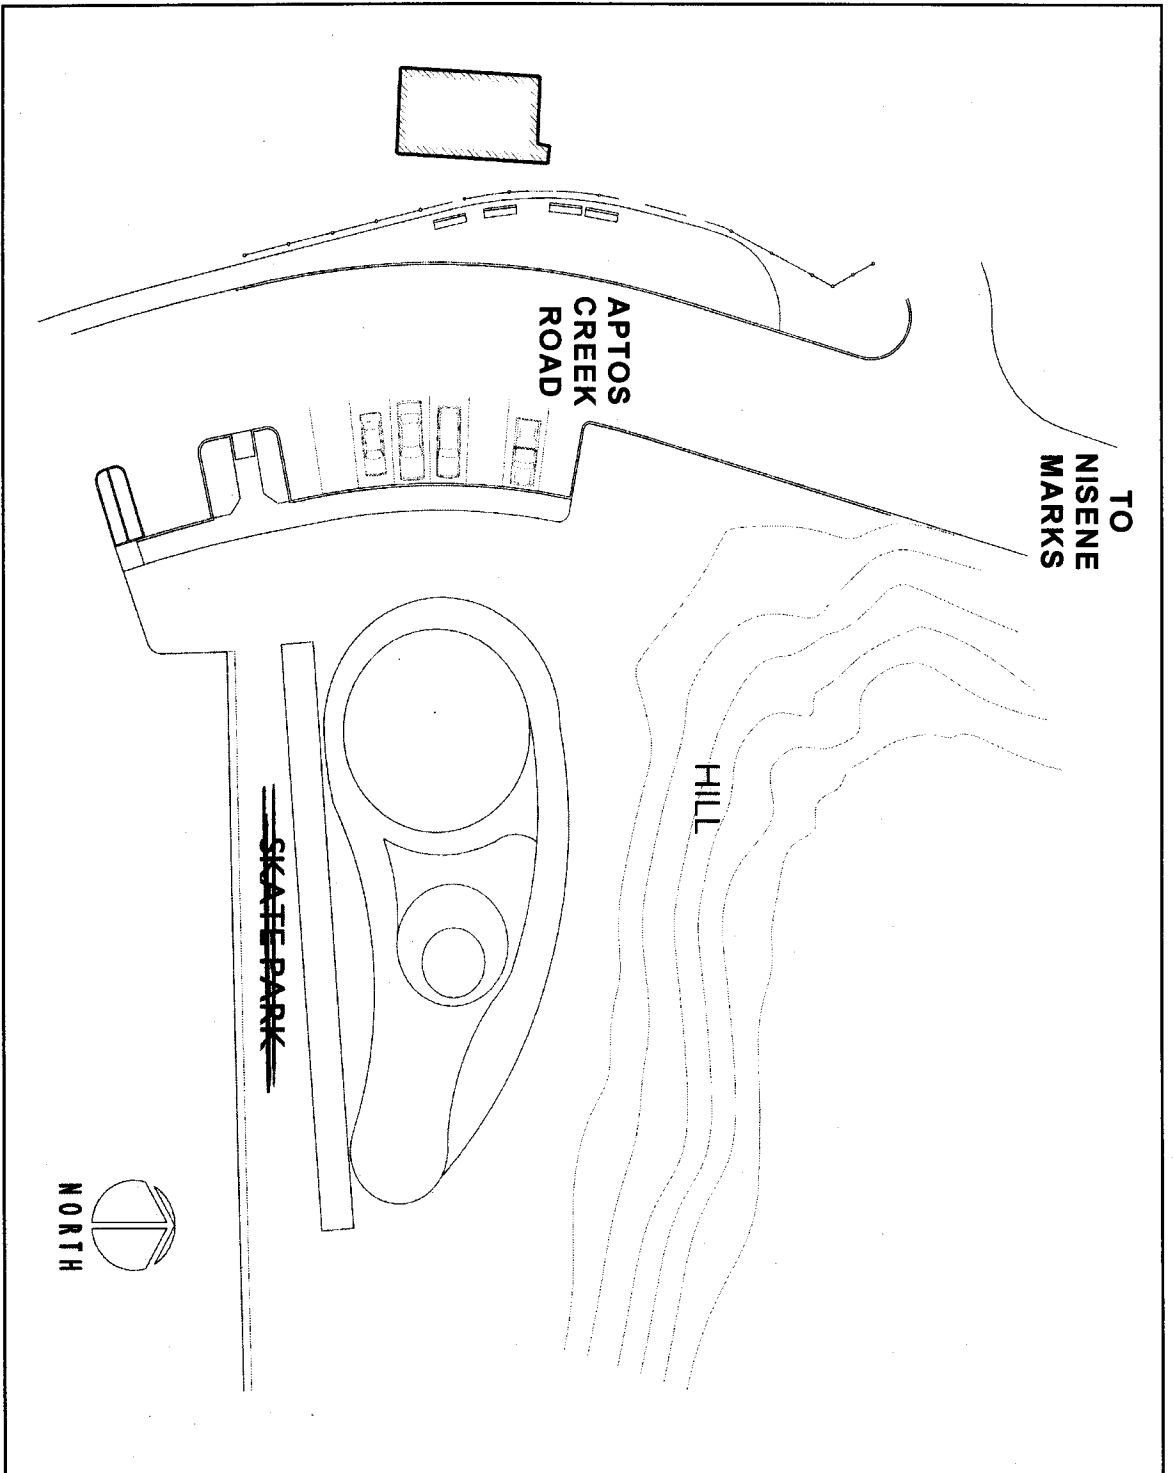 TO
NISENE
MARKS
APTOS
CREEK
ROAD
HILL
SKATE PARK
NORTH